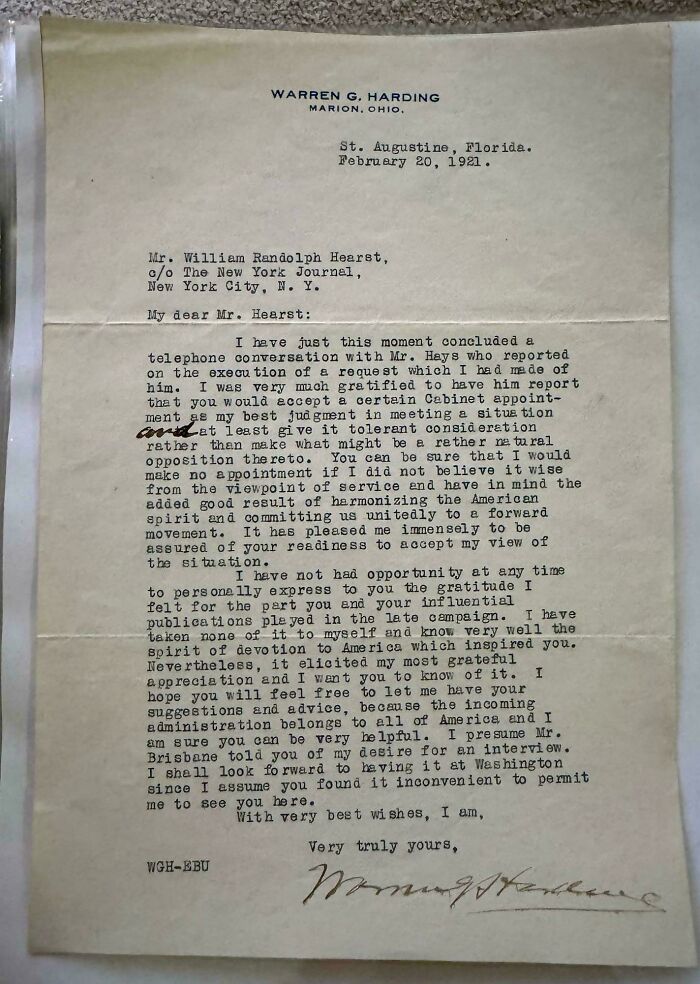 WARREN G. HARDING
MARION, OHIO.
St. Augustine, Florida.
February 20, 1921.
Mr. William Randolph Hearst,
c/o The New York Journal,
New York City, N. Y.
My dear Mr. Hearst:
I have just this moment concluded a
telephone conversation with Mr. Hays who reported
on the execution of a request which I had made of
him. I was very much gratified to have him report
that you would accept a certain Cabinet appoint-
ment as my best judgment in meeting a situation
and at least give it tolerant consideration
rather than make what might be a rather natural
opposition thereto. You can be sure that I would
make no appointment if I did not believe it wise
from the viewpoint of service and have in mind the
added good result of harmonizing the American
spirit and committing us unitedly to a forward
movement. It has pleased me immensely to be
assured of your readiness to accept my view of
the situation.
I have not had opportunity at any time
to personally express to you the gratitude I
felt for the part you and your influential
publications played in the late campaign. I have
taken none of it to myself and know very well the
spirit of devotion to America which inspired you.
Nevertheless, it elicited my most grateful
appreciation and I want you to know of it. I
hope you will feel free to let me have your
suggestions and advice, because the incoming
administration belongs to all of America and I
am sure you can be very helpful. I presume Mr.
Brisbane told you of my desire for an interview.
I shall look forward to having it at Washington
since I assume you found it inconvenient to permit
me to see you here.
With very best wishes, I am,
Very truly yours,
WGH-EBU
Warren G Harding